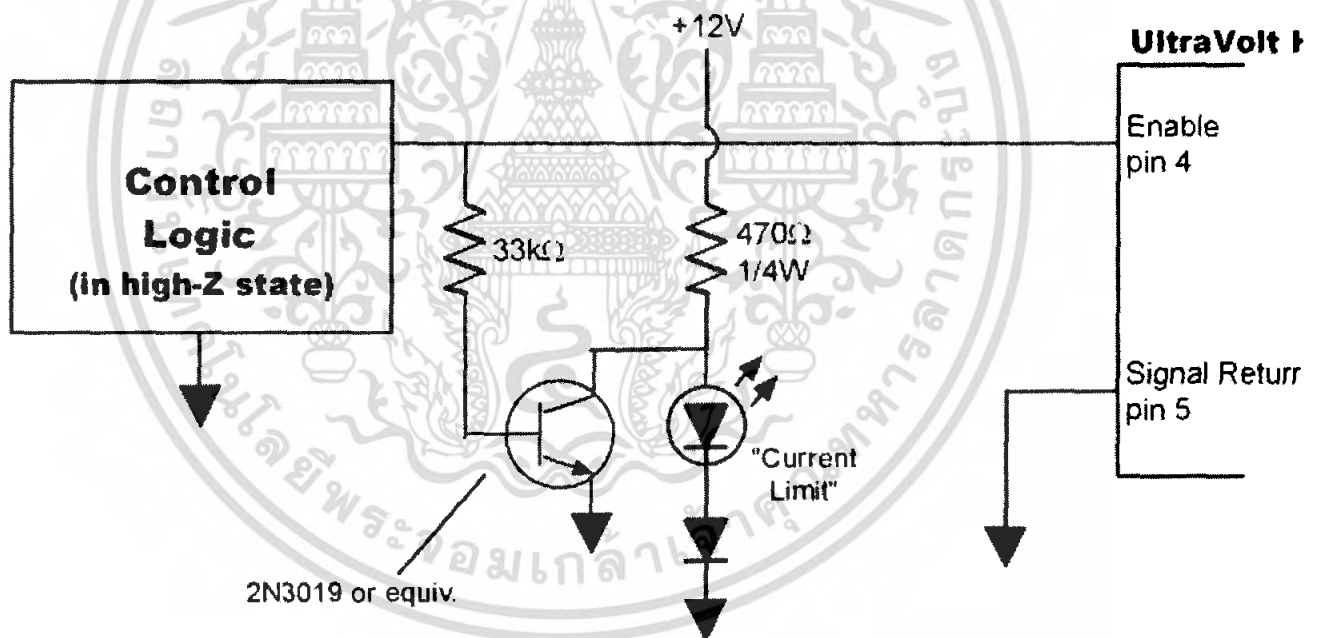 +12V
UltraVolt
Enable
pin 4
Control
Logic
(in high-Z state)
33kΩ
470Ω
1/4W
Signal Return
pin 5
"Current
Limit"
2N3019 or equiv.